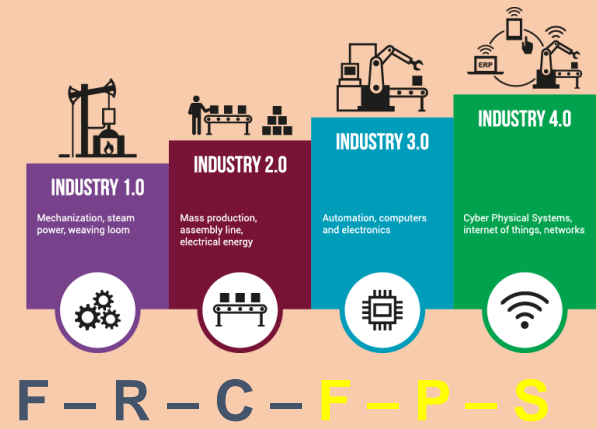 ERP
INDUSTRY 1.0
Mechanization, steam
power, weaving loom
INDUSTRY 2.0
Mass production,
assembly line,
electrical energy
INDUSTRY 3.0
Automation, computers
and electronics
INDUSTRY 4.0
Cyber Physical Systems,
internet of things, networks
F – R – C – F – P – S